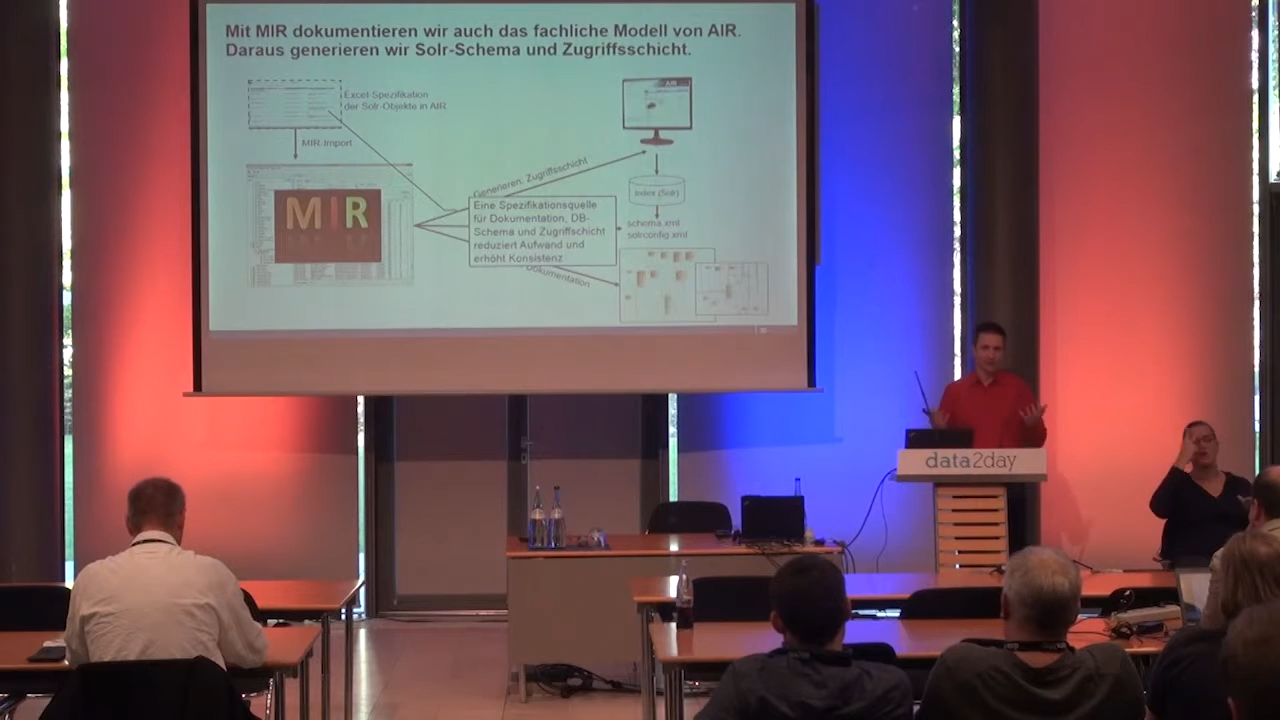 Mit MIR dokumentieren wir auch das fachliche Modell von AIR.
Daraus generieren wir Solr-Schema und Zugriffsschicht.
Excel-Spezifikation
der Solr-Objekte in AIR
MIR-Import
MIR
Generieren, Zugriffsschicht
Eine Spezifikationsquelle
für Dokumentation, DB-
Schema und Zugriffschicht
reduziert Aufwand und
erhöht Konsistenz
Dokumentation
AIR
Index (Solr)
schema.xml
solrconfig.xml
data2day